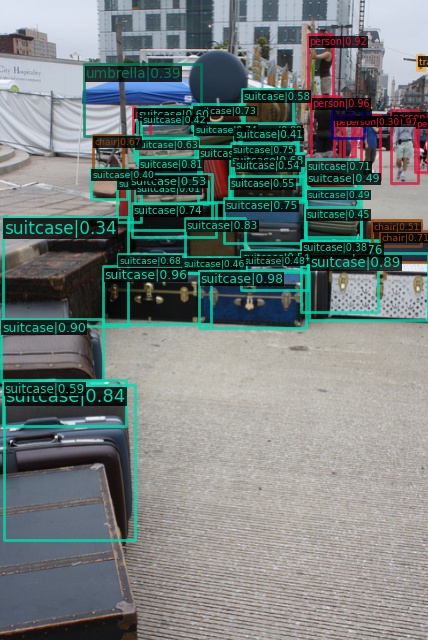 person|0.92
umbrella|0.39
City Hospitality
suitcase|0.58
person|0.96
suitcase|0.73
suitcase|0.42
suitcase|0.41
chair|0.67
suitcase|0.63
suitcase|0.75
suitcase|0.81
suitcase|0.54
suitcase|0.71
suitcase|0.40
suitcase|0.53
suitcase|0.55
suitcase|0.49
suitcase|0.49
suitcase|0.74
suitcase|0.75
suitcase|0.45
suitcase|0.34
suitcase|0.83
chair|0.51
chair|0.71
suitcase|0.38
suitcase|0.68
suitcase|0.46
suitcase|0.48
suitcase|0.89
suitcase|0.96
suitcase|0.98
suitcase|0.90
suitcase|0.59
suitcase|0.84